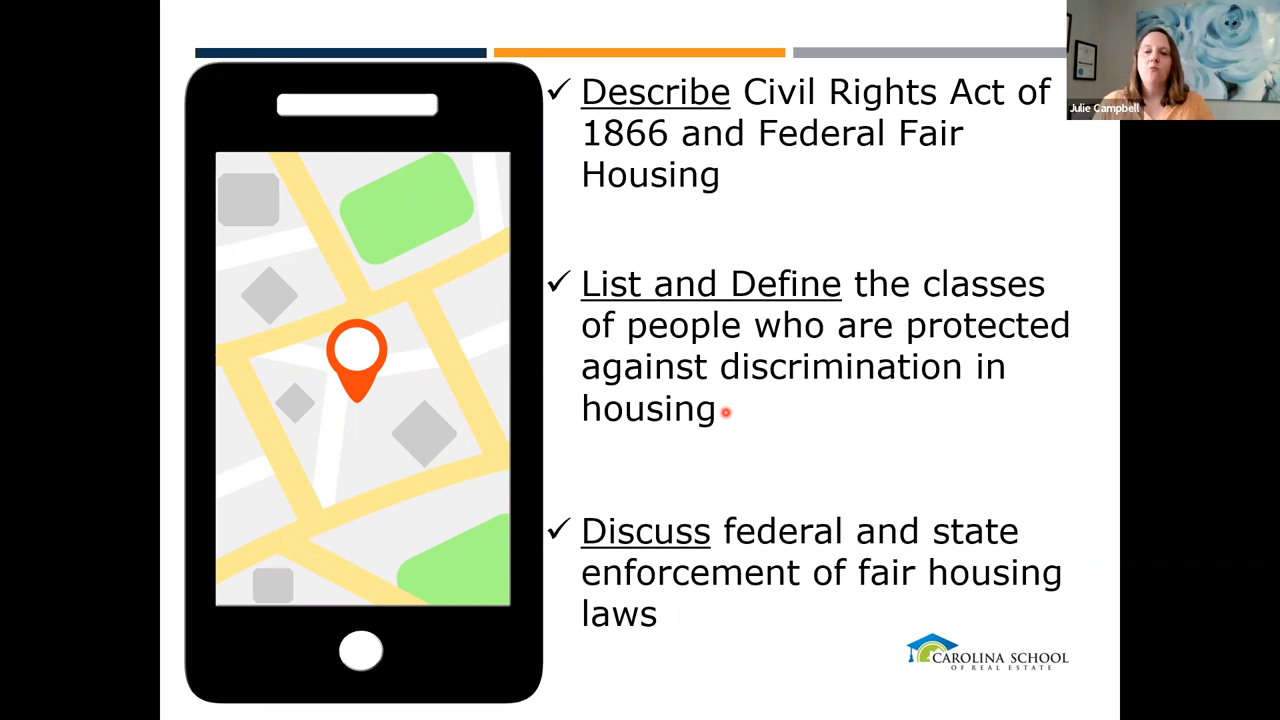 Describe Civil Rights Act of
1866 and Federal Fair
Housing
Julie Campbell
List and Define the classes
of people who are protected
against discrimination in
housing
Discuss federal and state
enforcement of fair housing
laws
CAROLINA SCHOOL
OF REAL ESTATE